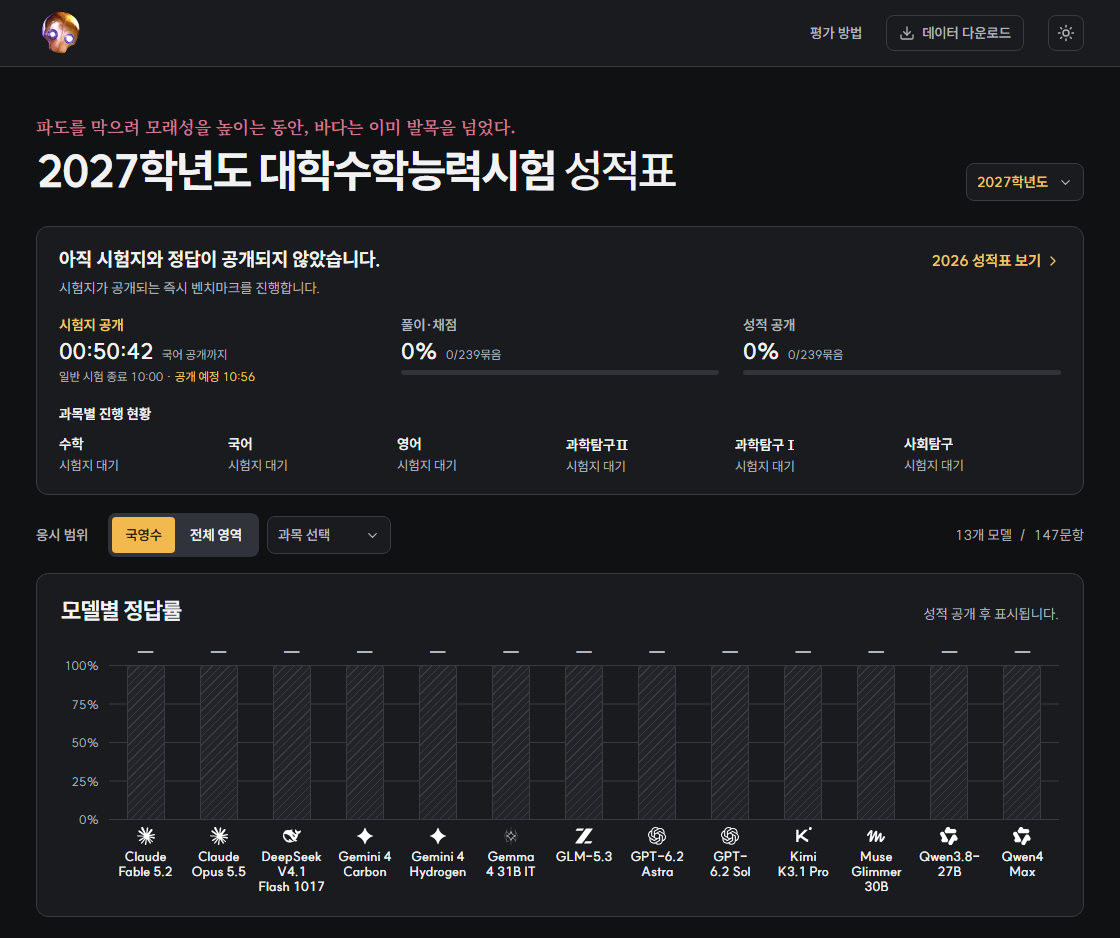 평가 방법
데이터 다운로드
파도를 막으려 모래성을 높이는 동안, 바다는 이미 발목을 넘었다.
2027학년도 대학수학능력시험 성적표
2027학년도
아직 시험지와 정답이 공개되지 않았습니다.
2026 성적표 보기
시험지가 공개되는 즉시 벤치마크를 진행합니다.
시험지 공개
00:50:42 국어 공개까지
일반 시험 종료 10:00 · 공개 예정 10:56
풀이·채점
0% 0/239묶음
성적 공개
0% 0/239묶음
과목별 진행 현황
수학
시험지 대기
국어
시험지 대기
영어
시험지 대기
과학탐구Ⅱ
시험지 대기
과학탐구Ⅰ
시험지 대기
사회탐구
시험지 대기
응시 범위
국영수
전체 영역
과목 선택
13개 모델 / 147문항
모델별 정답률
성적 공개 후 표시됩니다.
— — — — — — — — — — — — —
100%
75%
50%
25%
0%
Claude
Fable 5.2
Claude
Opus 5.5
DeepSeek
V4.1
Flash 1017
Gemini 4
Carbon
Gemini 4
Hydrogen
Gemma
4 31B IT
GLM-5.3
GPT-6.2
Astra
GPT-
6.2 Sol
Kimi
K3.1 Pro
Muse
Glimmer
30B
Qwen3.8-
27B
Qwen4
Max